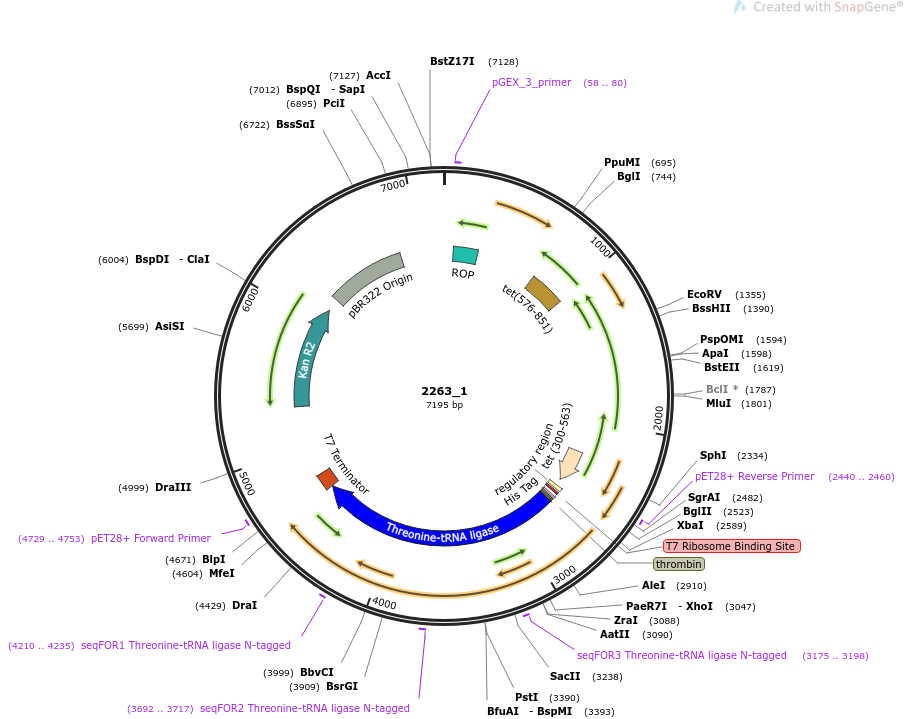 Created with SnapGene®
BstZ17I (7128)
(7127) AccI
pGEX_3_primer (58 .. 80)
(7012) BspQI - SapI
(6895) PciI
(6722) BssSαI
PpuMI (695)
BglI (744)
7000
1000
ROP
pBR322 Origin
tet(576-851)
(6004) BspDI - ClaI
6000
EcoRV (1355)
BssHII (1390)
(5699) AsiSI
Kan R2
PspOMI (1594)
ApaI (1598)
BstEII (1619)
2263_1
7195 bp
BclI * (1787)
MluI (1801)
2000
tet (300-563)
regulatory region
His Tag
T7 Terminator
SphI (2334)
pET28+ Reverse Primer (2440 .. 2460)
5000
(4999) DraIII
SgrAI (2482)
BglII (2523)
XbaI (2589)
Threonine-tRNA ligase
(4729 .. 4753) pET28+ Forward Primer
T7 Ribosome Binding Site
(4671) BlpI
thrombin
(4604) MfeI
3000
AleI (2910)
4000
(4429) DraI
PaeR7I - XhoI (3047)
ZraI (3088)
AatII (3090)
(4210 .. 4235) seqFOR1 Threonine-tRNA ligase N-tagged
seqFOR3 Threonine-tRNA ligase N-tagged (3175 .. 3198)
(3999) BbvCI
SacII (3238)
(3909) BsrGI
PstI (3390)
(3692 .. 3717) seqFOR2 Threonine-tRNA ligase N-tagged
BfuAI - BspMI (3393)